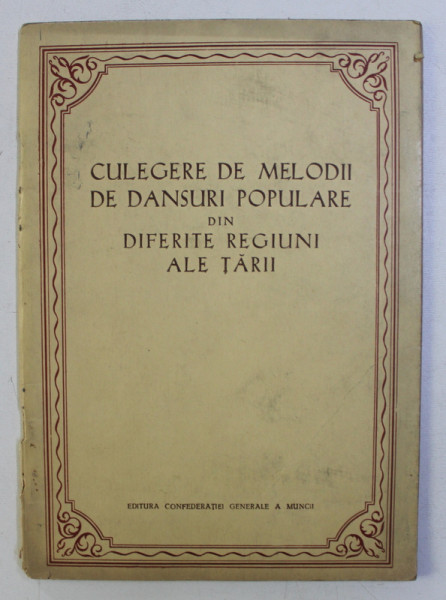 CULEGERE DE MELODII
DE DANSURI POPULARE
DIN
DIFERITE REGIUNI
ALE ȚĂRII
EDITURA CONFEDERAȚIEI GENERALE A MUNCII